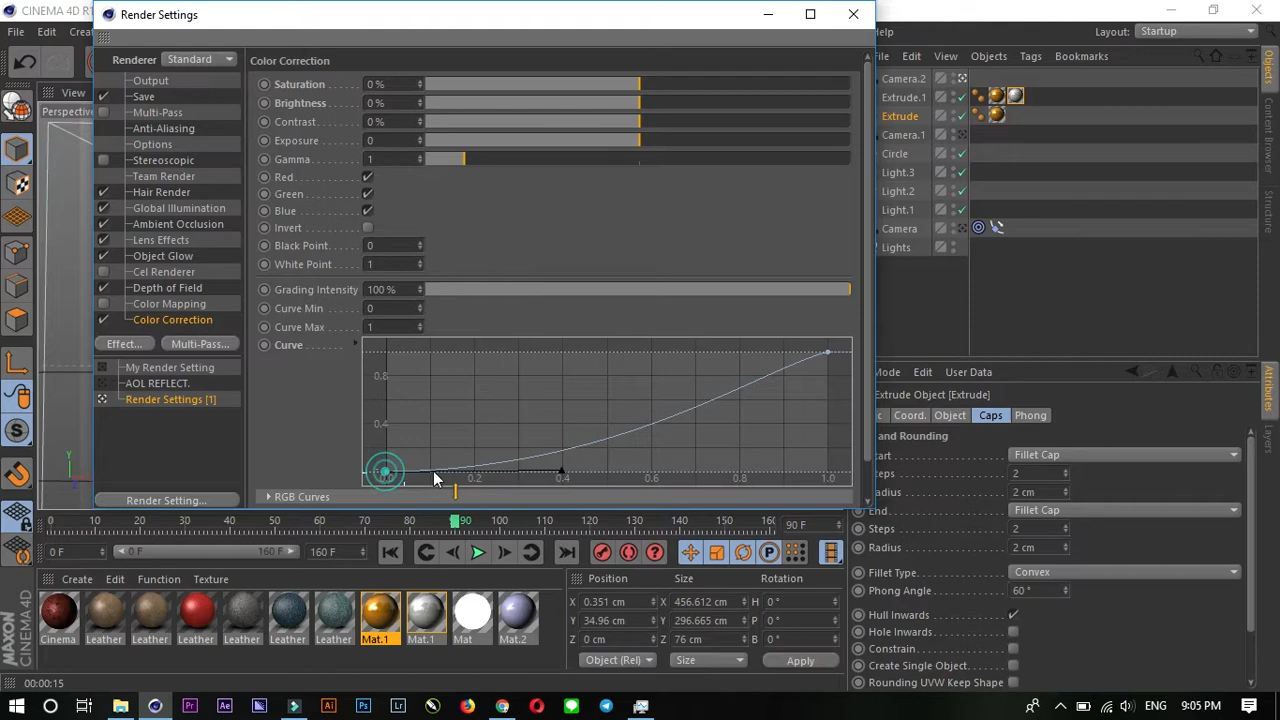 CINEMA 4D R1
Render Settings
File
Edit
Crea
Help
Layout:
Startup
Renderer
Standard
Output
Save
Multi-Pass
Anti-Aliasing
Options
Stereoscopic
Team Render
Hair Render
Global Illumination
Ambient Occlusion
Lens Effects
Object Glow
Cel Renderer
Depth of Field
Color Mapping
Color Correction
Effect...
Multi-Pass...
My Render Setting
AOL REFLECT.
Render Settings [1]
Render Setting...
Color Correction
Saturation
0 %
Brightness
0 %
Contrast
0 %
Exposure
0
Gamma
1
Red
Green
Blue
Invert
Black Point
0
White Point
1
Grading Intensity
100 %
Curve Min
0
Curve Max
1
Curve
0.8
0.4
0.0 0.2 0.4 0.6 0.8 1.0
RGB Curves
View
Perspective
File
Edit
View
Objects
Tags
Bookmarks
Camera.2
Extrude.1
Extrude
Camera.1
Circle
Light.3
Light.2
Light.1
Camera
Lights
Objects
Attributes
Mode
Edit
User Data
Extrude Object [Extrude]
Coord.
Object
Caps
Phong
and Rounding
Start
Fillet Cap
Steps
2
Radius
2 cm
End
Fillet Cap
Steps
2
Radius
2 cm
Fillet Type
Convex
Phong Angle
60 °
Hull Inwards
Hole Inwards
Constrain
Create Single Object
Rounding UVW Keep Shape
0 10 20 30 40 50 60 70 80 90 100 110 120 130 140 150 160
90 F
0 F
0 F
160 F
160 F
Create
Edit
Function
Texture
Cinema
Leather
Leather
Leather
Leather
Leather
Leather
Mat.1
Mat.1
Mat
Mat.2
Position
Size
Rotation
X 0.351 cm
X 456.612 cm
H 0 °
Y 34.96 cm
Y 296.665 cm
P 0 °
Z 0 cm
Z 76 cm
B 0 °
Object (Rel)
Size
Apply
MAXON
CINEMA 4D
00:00:15
ENG
9:05 PM